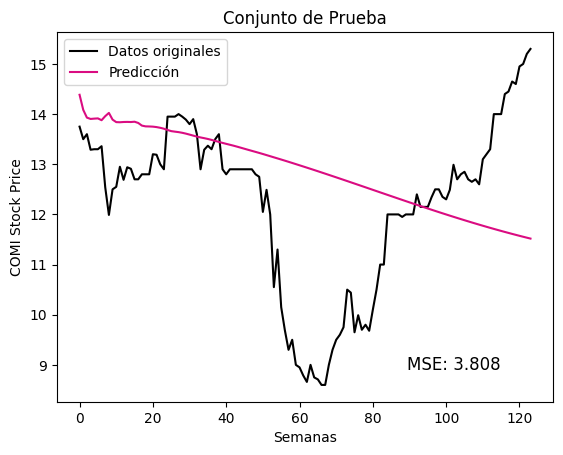 Conjunto de Prueba
Datos originales
Predicción
COMI Stock Price
15
14
13
12
11
10
9
MSE: 3.808
0 20 40 60 80 100 120
Semanas